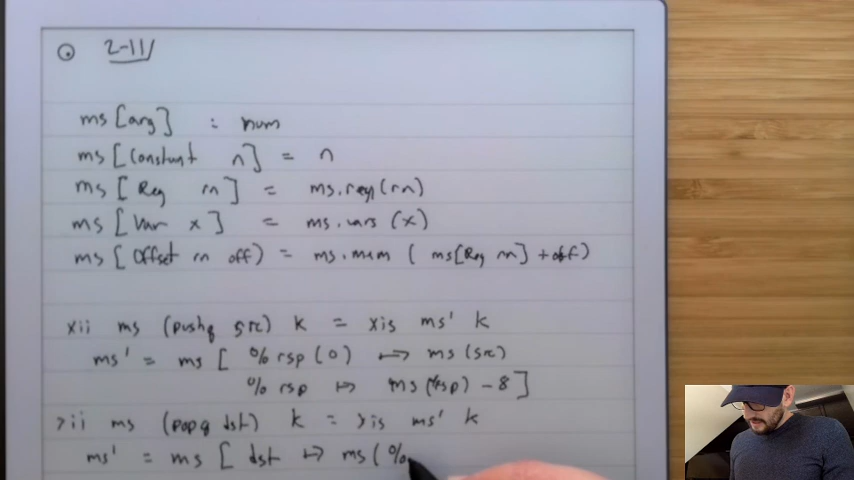 ⊙ 2-11/
ms [arg] : num
ms [Constant n] = n
ms [Reg rn] = ms.reg(rn)
ms [Var x] = ms.vars (x)
ms [Offset rn off) = ms.mem ( ms[Reg rn] + off)
xii ms (pushq src) k = xis ms' k
ms' = ms [ %rsp (0) ↦ ms (src)
%rsp ↦ ms(%rsp) - 8]
xii ms (popq dst) k = xis ms' k
ms' = ms [ dst ↦ ms ( %